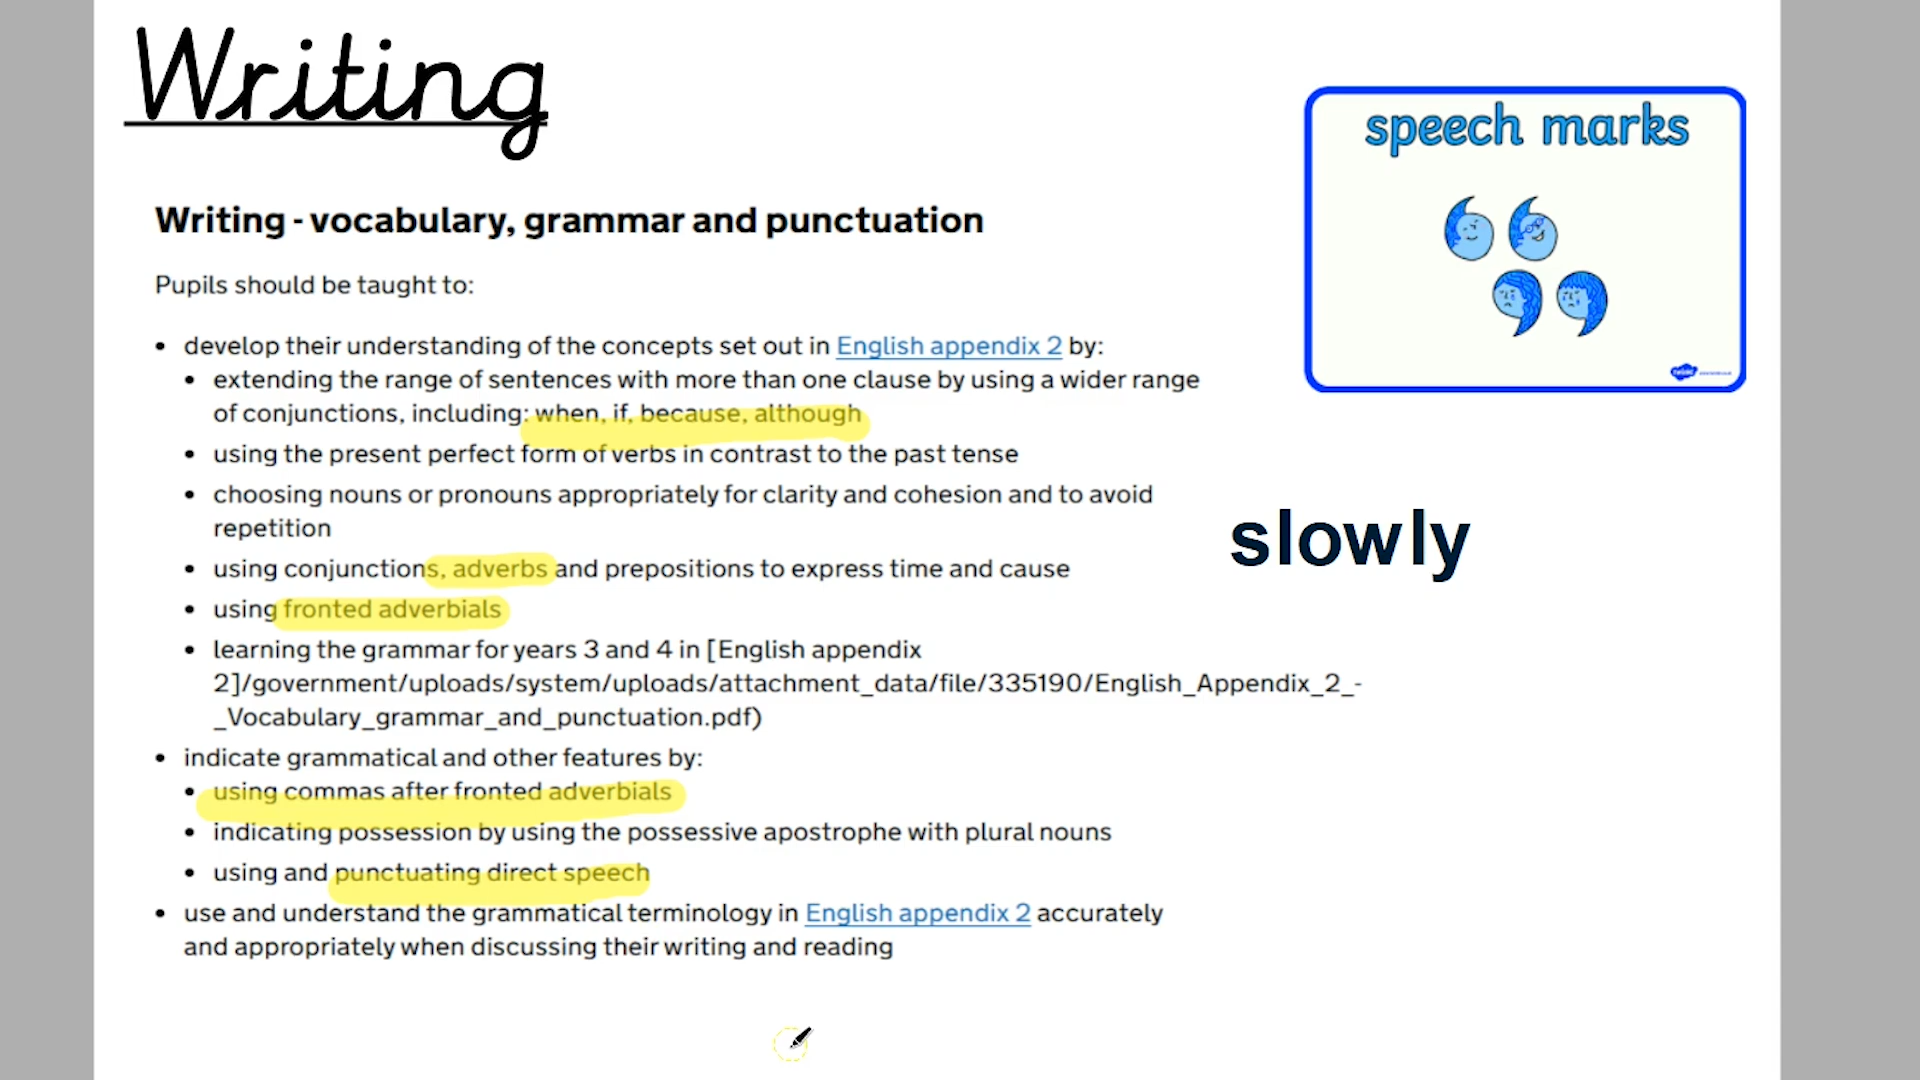 Writing
speech marks
Writing - vocabulary, grammar and punctuation
Pupils should be taught to:
• develop their understanding of the concepts set out in English appendix 2 by:
• extending the range of sentences with more than one clause by using a wider range
of conjunctions, including: when, if, because, although
• using the present perfect form of verbs in contrast to the past tense
• choosing nouns or pronouns appropriately for clarity and cohesion and to avoid
repetition
• using conjunctions, adverbs and prepositions to express time and cause
slowly
• using fronted adverbials
• learning the grammar for years 3 and 4 in [English appendix
2]/government/uploads/system/uploads/attachment_data/file/335190/English_Appendix_2_-
_Vocabulary_grammar_and_punctuation.pdf)
• indicate grammatical and other features by:
• using commas after fronted adverbials
• indicating possession by using the possessive apostrophe with plural nouns
• using and punctuating direct speech
• use and understand the grammatical terminology in English appendix 2 accurately
and appropriately when discussing their writing and reading